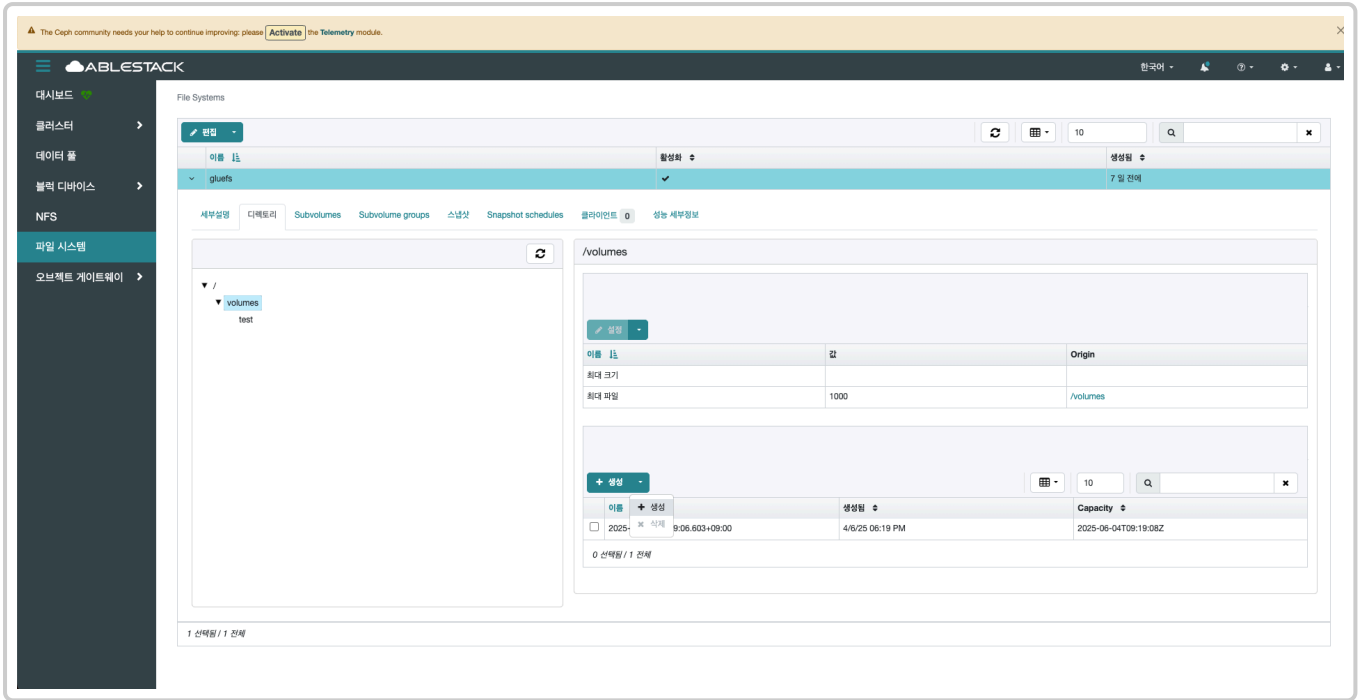 The Ceph community needs your help to continue improving: please Activate the Telemetry module.
ABLESTACK
한국어
대시보드
클러스터
데이터 풀
블럭 디바이스
NFS
파일 시스템
오브젝트 게이트웨이
File Systems
편집
10
이름 활성화 생성됨
gluefs 7 일 전에
세부설명 디렉토리 Subvolumes Subvolume groups 스냅샷 Snapshot schedules 클라이언트 0 성능 세부정보
/
volumes
test
/volumes
설정
이름 값 Origin
최대 크기
최대 파일 1000 /volumes
생성
10
생성
삭제
이름 생성됨 Capacity
2025- 9:06.603+09:00 4/6/25 06:19 PM 2025-06-04T09:19:08Z
0 선택됨 / 1 전체
1 선택됨 / 1 전체